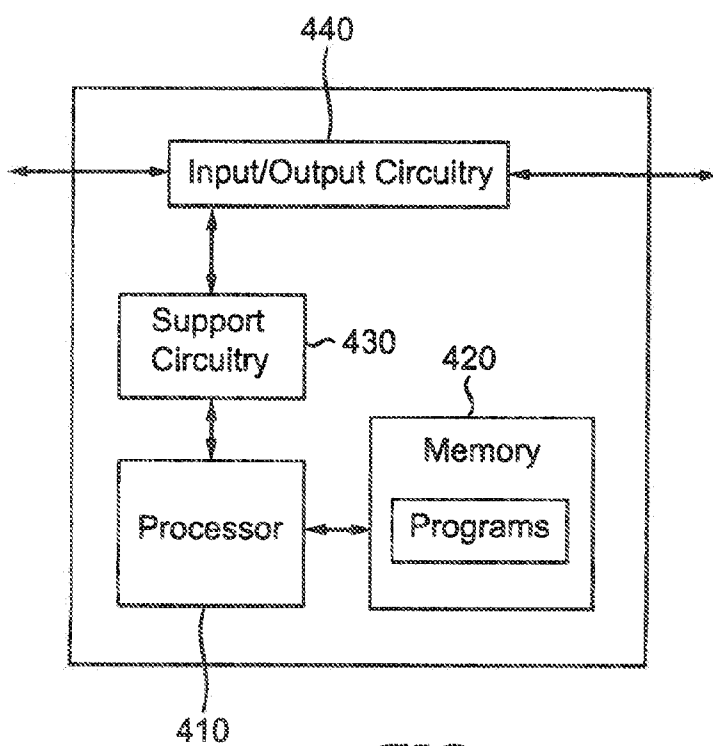 440
Input/Output Circuitry
Support
Circuitry
430
420
Memory
Programs
Processor
410